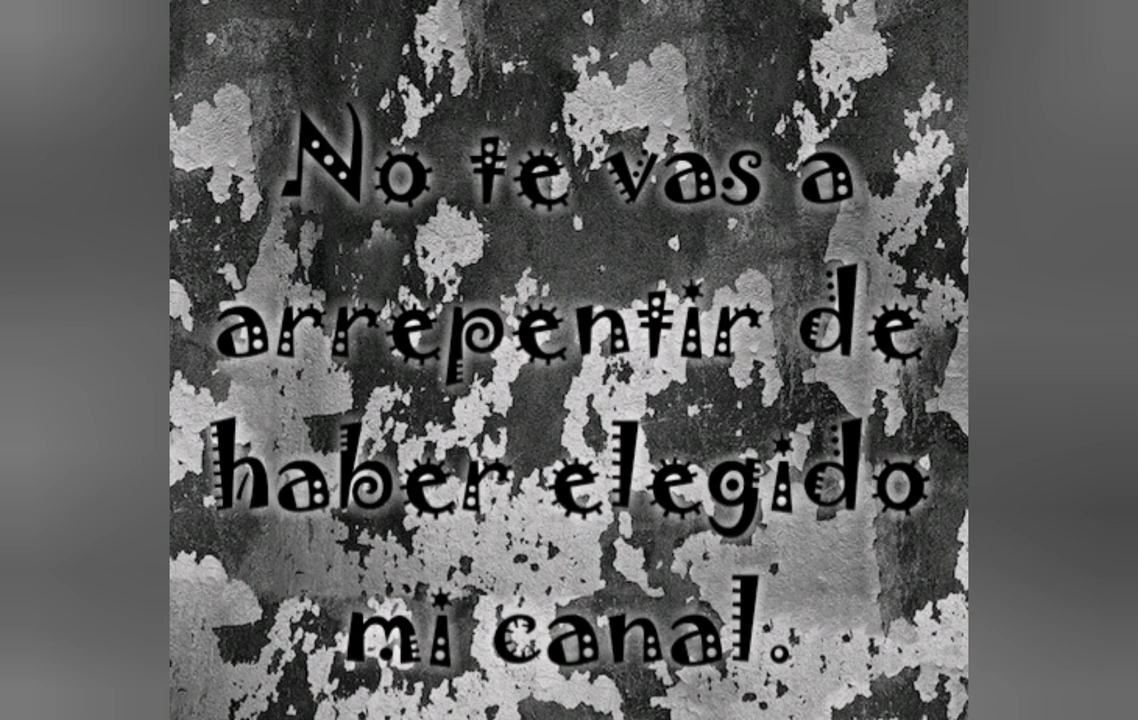 No te vas a
arrepentir de
haber elegido
mi canal.